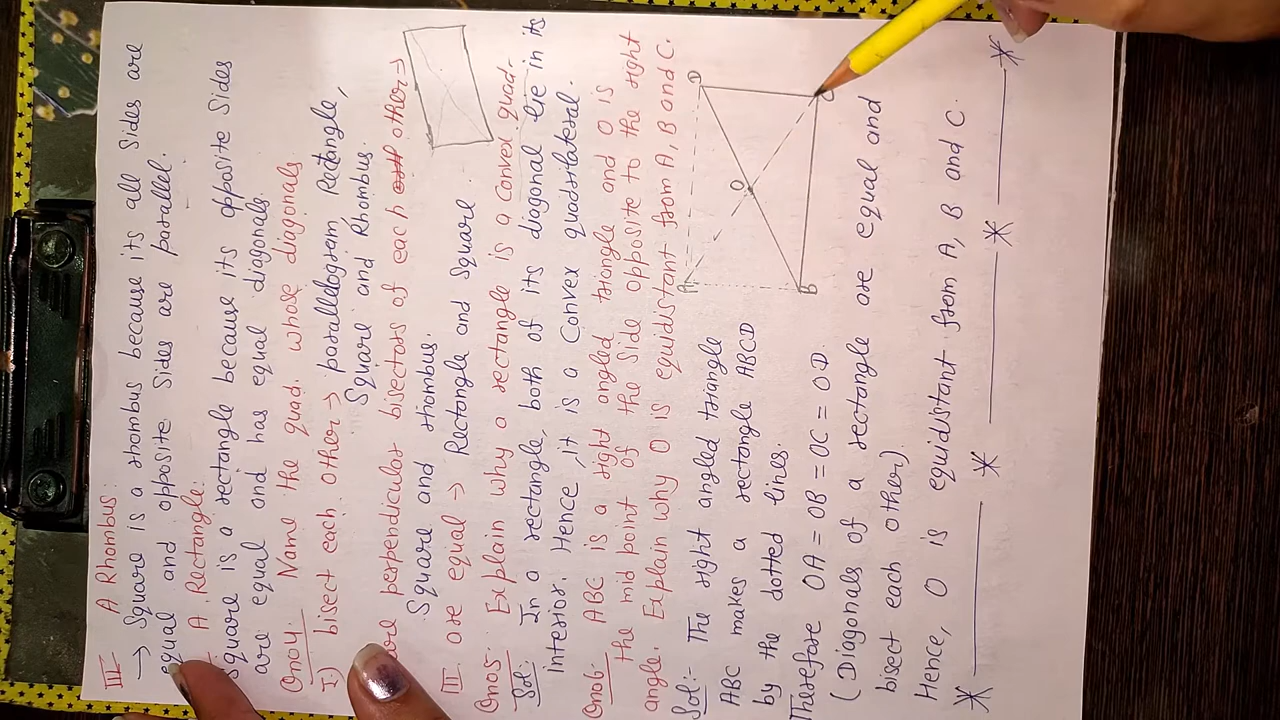 III A Rhombus.
→ Square is a rhombus because its all sides are
equal and opposite sides are parallel.
A Rectangle.
Square is a rectangle because its opposite sides
are equal and has equal diagonals.
Qno4. Name the quad. whose diagonals
I) bisect each other → parallelogram, Rectangle,
Square and Rhombus.
are perpendicular bisectors of each other →
Square and rhombus.
III. are equal → Rectangle and Square.
Qno5. Explain why a rectangle is a convex quad-
Sol: In a rectangle, both of its diagonal lie in its
interior. Hence, it is a Convex quadrilateral.
Qno6. ABC is a right angled triangle and O is
the mid point of the side opposite to the right
angle. Explain why O is equidistant from A, B and C.
Sol:- The right angled triangle
ABC makes a rectangle ABCD
by the dotted lines.
Therefore OA = OB = OC = OD
(Diagonals of a rectangle are equal and
bisect each other)
Hence, O is equidistant from A, B and C.
A
D
O
B
C